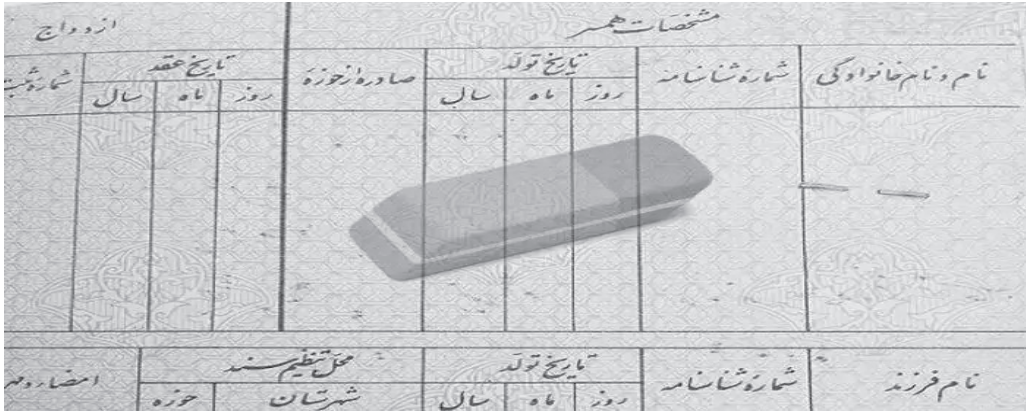 مشخصات همسر ازدواج
نام و نام خانوادگی شماره شناسنامه تاریخ تولد صادره از حوزه تاریخ عقد شماره ثبت
روز ماه سال روز ماه سال
نام فرزند شماره شناسنامه تاریخ تولد محل تنظیم سند امضاء و مهر
روز ماه سال شهرستان حوزه